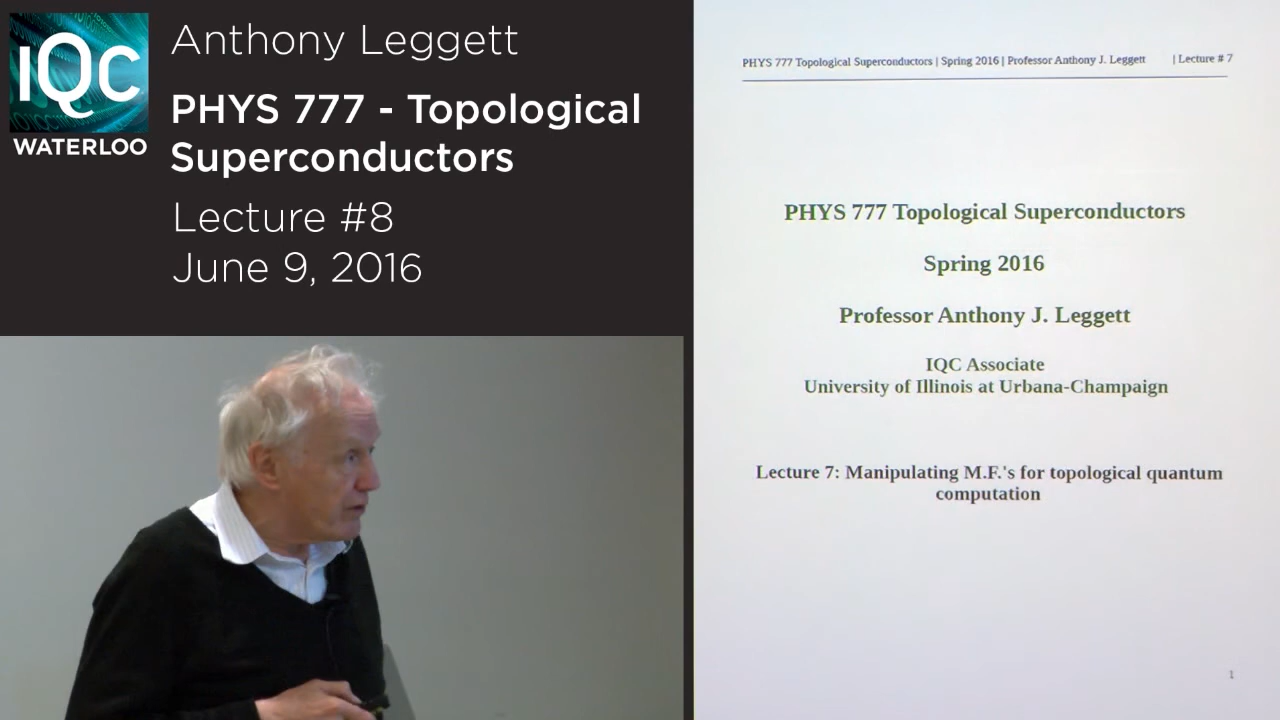 IQC
WATERLOO
Anthony Leggett
PHYS 777 - Topological
Superconductors
Lecture #8
June 9, 2016
PHYS 777 Topological Superconductors | Spring 2016 | Professor Anthony J. Leggett | Lecture # 7
PHYS 777 Topological Superconductors
Spring 2016
Professor Anthony J. Leggett
IQC Associate
University of Illinois at Urbana-Champaign
Lecture 7: Manipulating M.F.'s for topological quantum
computation
1